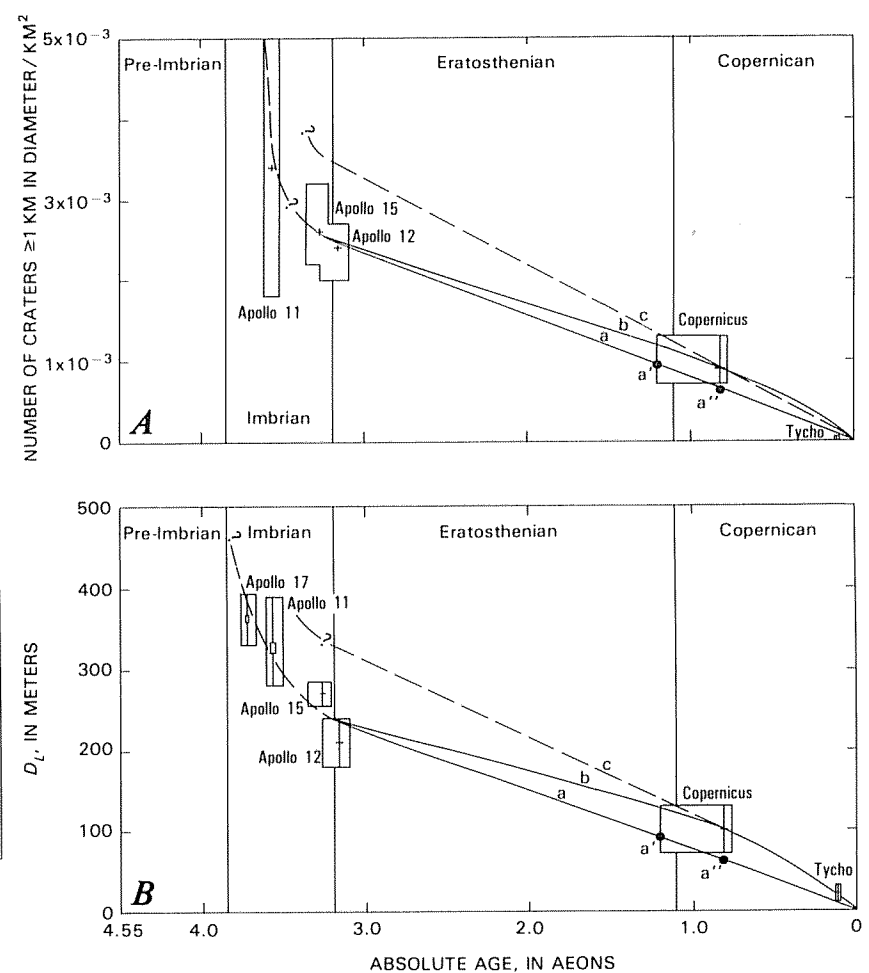 NUMBER OF CRATERS ≥1 KM IN DIAMETER/KM²
5x10⁻³
3x10⁻³
1x10⁻³
0
Pre-Imbrian
Eratosthenian
Copernican
?
?
Apollo 15
Apollo 12
Apollo 11
c
b
a
Copernicus
a'
a''
Tycho
Imbrian
A
D_L, IN METERS
500
400
300
200
100
0
Pre-Imbrian
Imbrian
Eratosthenian
Copernican
?
Apollo 17
Apollo 11
?
Apollo 15
Apollo 12
c
b
a
Copernicus
a'
a''
Tycho
B
4.55
4.0
3.0
2.0
1.0
0
ABSOLUTE AGE, IN AEONS